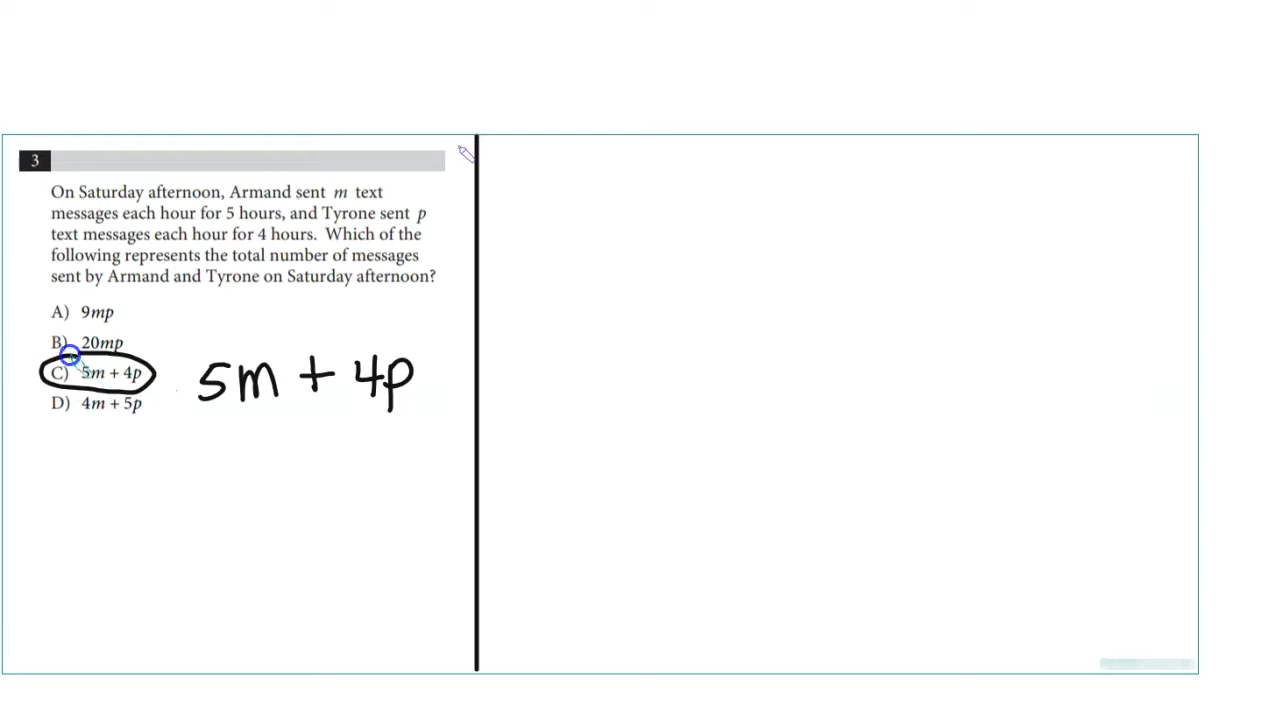 3
On Saturday afternoon, Armand sent m text
messages each hour for 5 hours, and Tyrone sent p
text messages each hour for 4 hours. Which of the
following represents the total number of messages
sent by Armand and Tyrone on Saturday afternoon?
A) 9mp
B) 20mp
C) 5m + 4p
5m + 4p
D) 4m + 5p